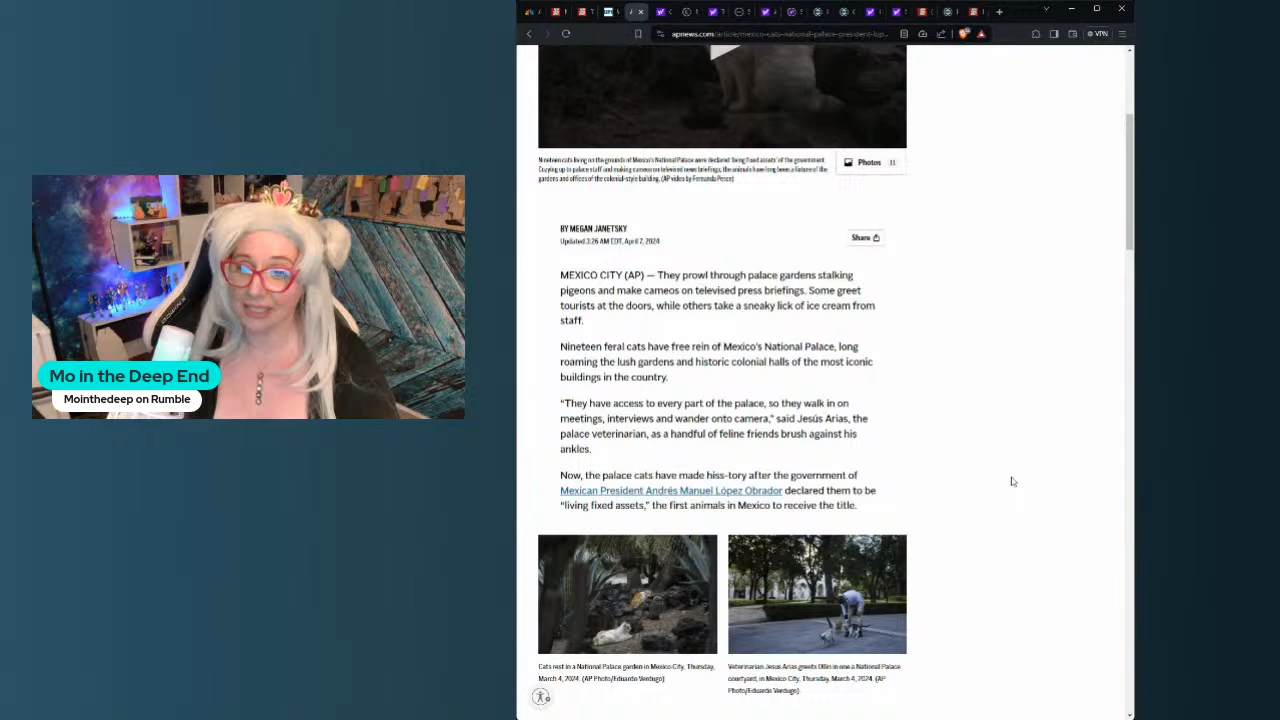 apnews.com/article/mexico-cats-national-palace-president-lop...
VPN
Nineteen cats living on the grounds of Mexico's National Palace were declared 'living fixed assets' of the government.
Cozying up to palace staff and making cameos on televised news briefings, the animals have long been a fixture of the
gardens and offices of the colonial-style building. (AP video by Fernanda Pesce)
Photos 11
BY MEGAN JANETSKY
Updated 3:26 AM EDT, April 7, 2024
Share
MEXICO CITY (AP) — They prowl through palace gardens stalking
pigeons and make cameos on televised press briefings. Some greet
tourists at the doors, while others take a sneaky lick of ice cream from
staff.
Nineteen feral cats have free rein of Mexico's National Palace, long
roaming the lush gardens and historic colonial halls of the most iconic
buildings in the country.
"They have access to every part of the palace, so they walk in on
meetings, interviews and wander onto camera," said Jesús Arias, the
palace veterinarian, as a handful of feline friends brush against his
ankles.
Now, the palace cats have made hiss-tory after the government of
Mexican President Andrés Manuel López Obrador declared them to be
"living fixed assets," the first animals in Mexico to receive the title.
Cats rest in a National Palace garden in Mexico City, Thursday,
March 4, 2024. (AP Photo/Eduardo Verdugo)
Veterinarian Jesus Arias greets Ollin in one a National Palace
courtyard, in Mexico City, Thursday, March 4, 2024. (AP
Photo/Eduardo Verdugo)
Mo in the Deep End
Mointhedeep on Rumble